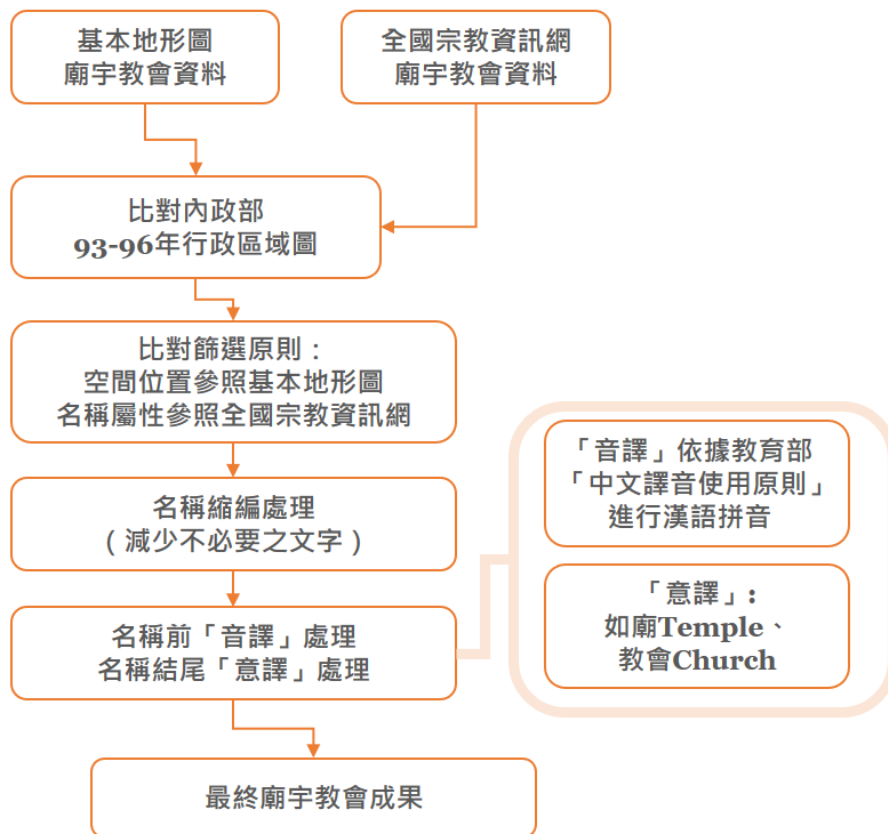 基本地形圖
廟宇教會資料
全國宗教資訊網
廟宇教會資料
比對內政部
93-96年行政區域圖
比對篩選原則：
空間位置參照基本地形圖
名稱屬性參照全國宗教資訊網
名稱縮編處理
（減少不必要之文字）
名稱前「音譯」處理
名稱結尾「意譯」處理
「音譯」依據教育部
「中文譯音使用原則」
進行漢語拼音
「意譯」:
如廟Temple、
教會Church
最終廟宇教會成果